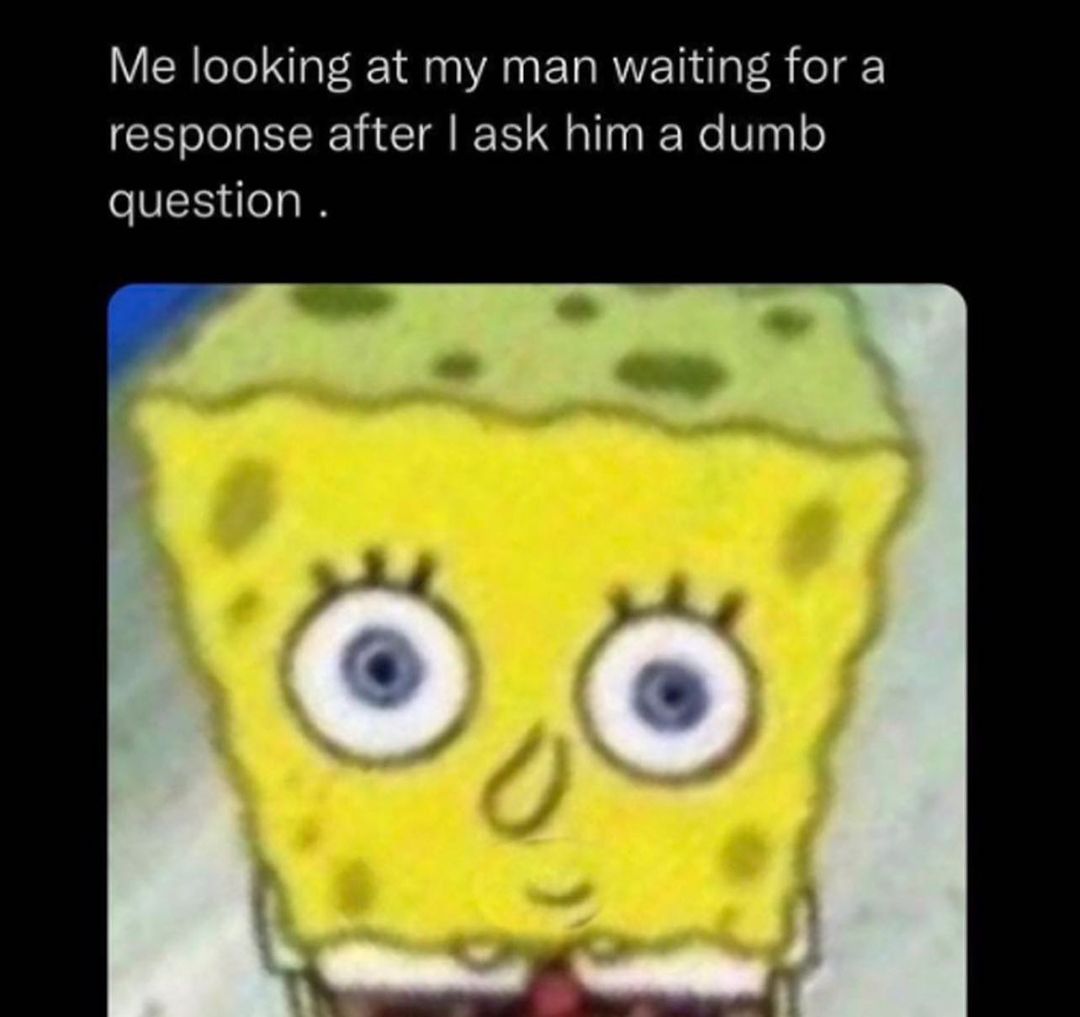 Me looking at my man waiting for a
response after I ask him a dumb
question .